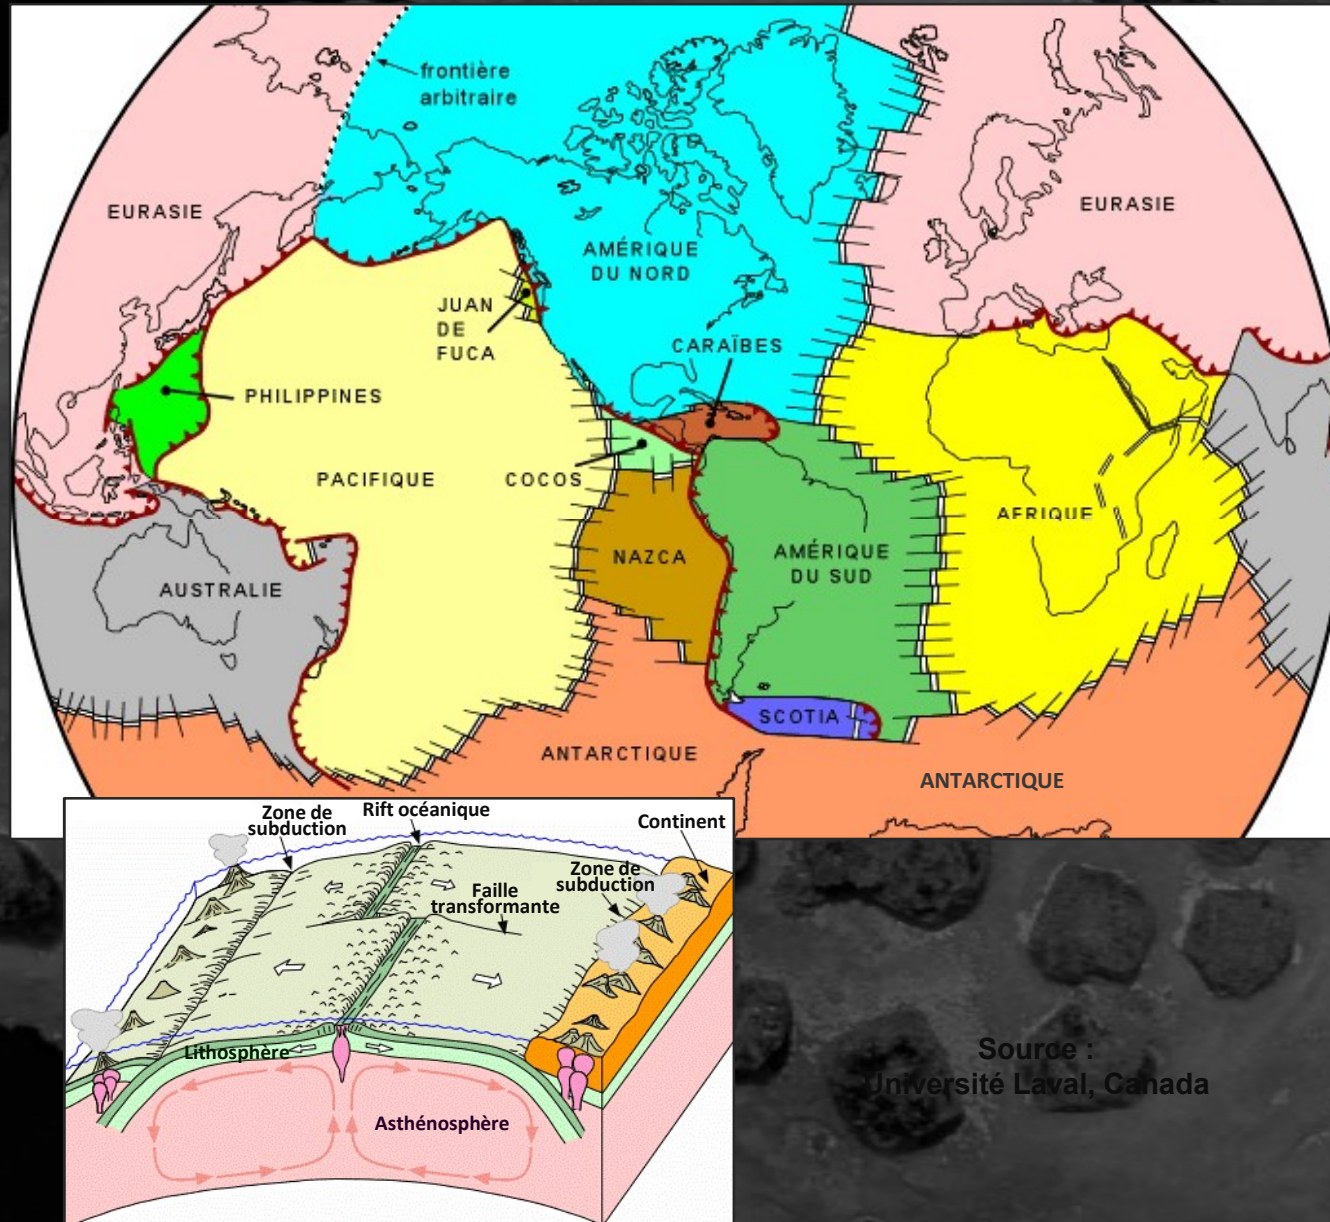 frontière
arbitraire
EURASIE
AMÉRIQUE
DU NORD
EURASIE
JUAN
DE
FUCA
CARAÏBES
PHILIPPINES
PACIFIQUE
COCOS
AFRIQUE
NAZCA
AMÉRIQUE
DU SUD
AUSTRALIE
SCOTIA
ANTARCTIQUE
ANTARCTIQUE
Zone de
subduction
Rift océanique
Continent
Zone de
subduction
Faille
transformante
Lithosphère
Asthénosphère
Source :
Université Laval, Canada